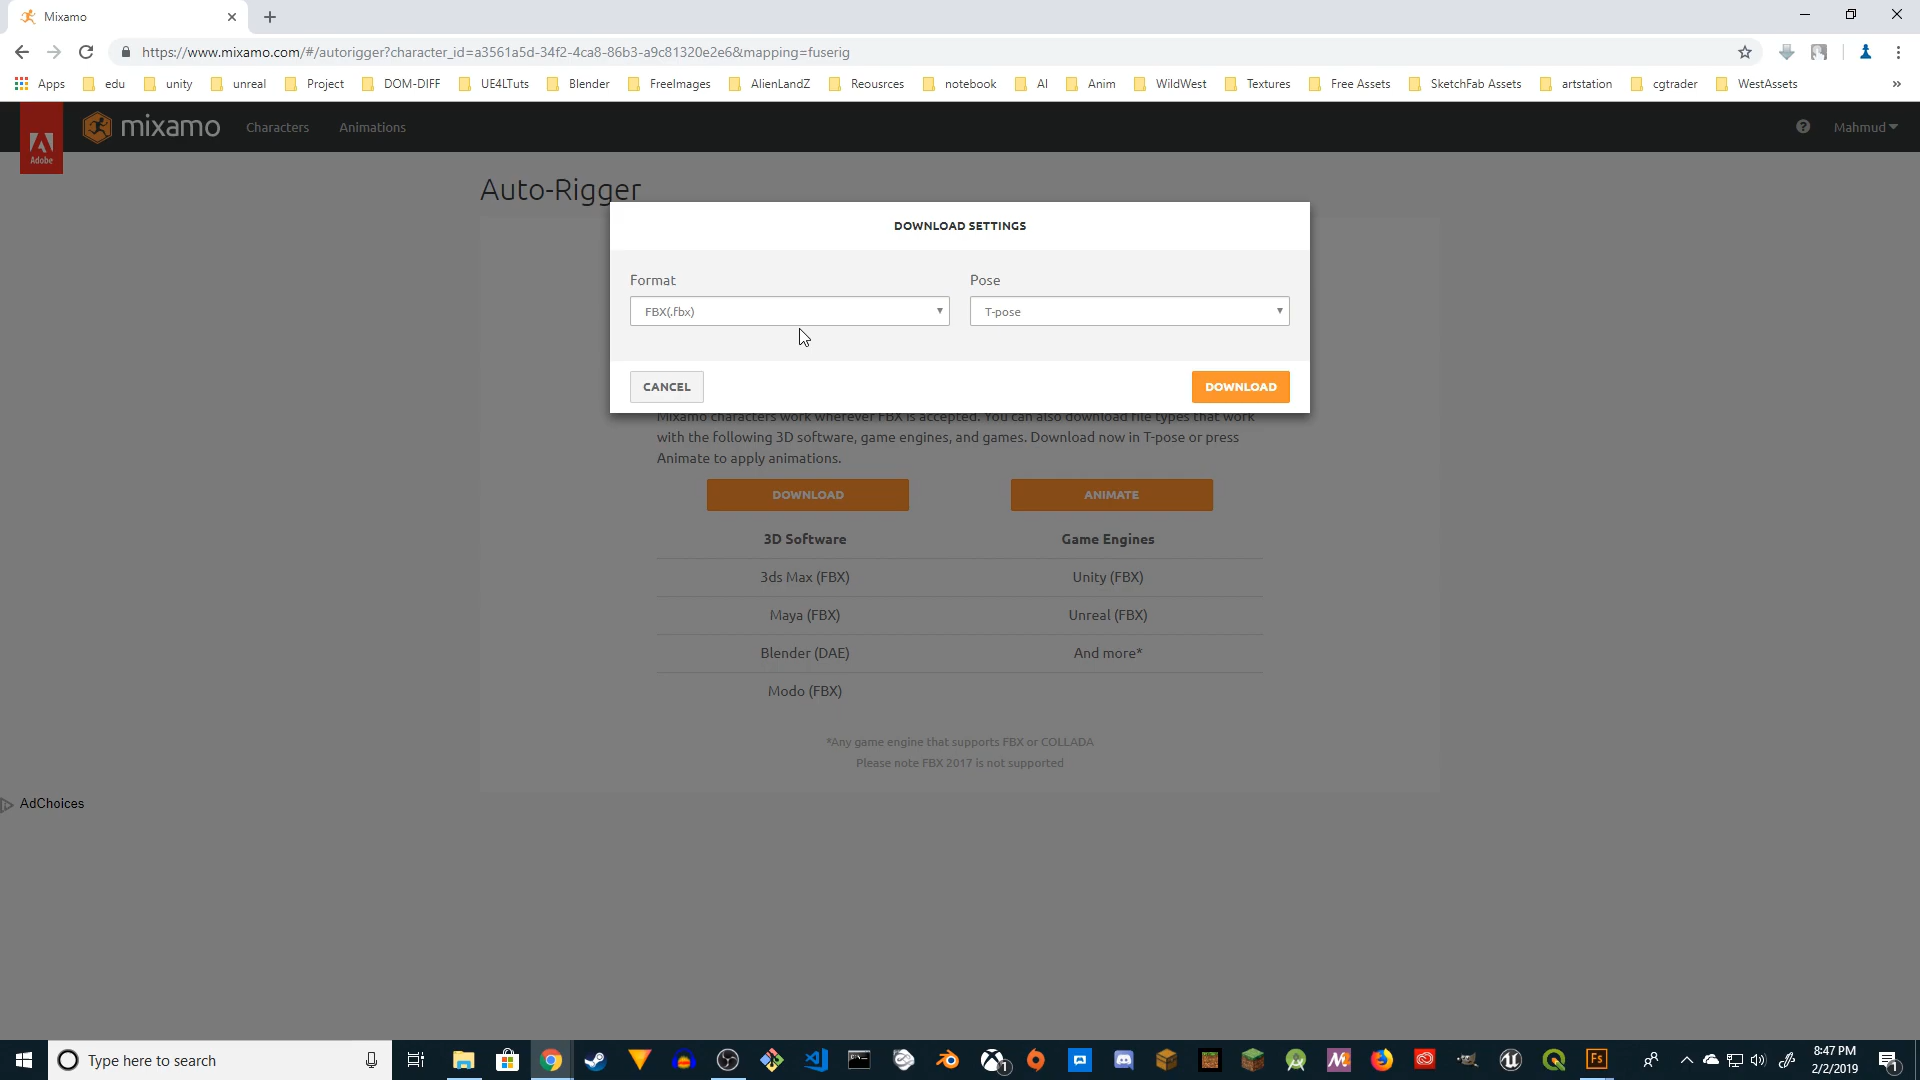 Mixamo
https://www.mixamo.com/#/autorigger?character_id=a3561a5d-34f2-4ca8-86b3-a9c81320e2e6&mapping=fuserig
Apps edu unity unreal Project DOM-DIFF UE4LTuts Blender FreeImages AlienLandZ Reousrces notebook AI Anim WildWest Textures Free Assets SketchFab Assets artstation cgtrader WestAssets »
Adobe
mixamo Characters Animations Mahmud
Auto-Rigger
DOWNLOAD SETTINGS
Format Pose
FBX(.fbx) T-pose
CANCEL DOWNLOAD
Mixamo characters work wherever FBX is accepted. You can also download file types that work
with the following 3D software, game engines, and games. Download now in T-pose or press
Animate to apply animations.
DOWNLOAD ANIMATE
3D Software Game Engines
3ds Max (FBX) Unity (FBX)
Maya (FBX) Unreal (FBX)
Blender (DAE) And more*
Modo (FBX)
*Any game engine that supports FBX or COLLADA
Please note FBX 2017 is not supported
AdChoices
Type here to search
1
Fs
8:47 PM
2/2/2019
1